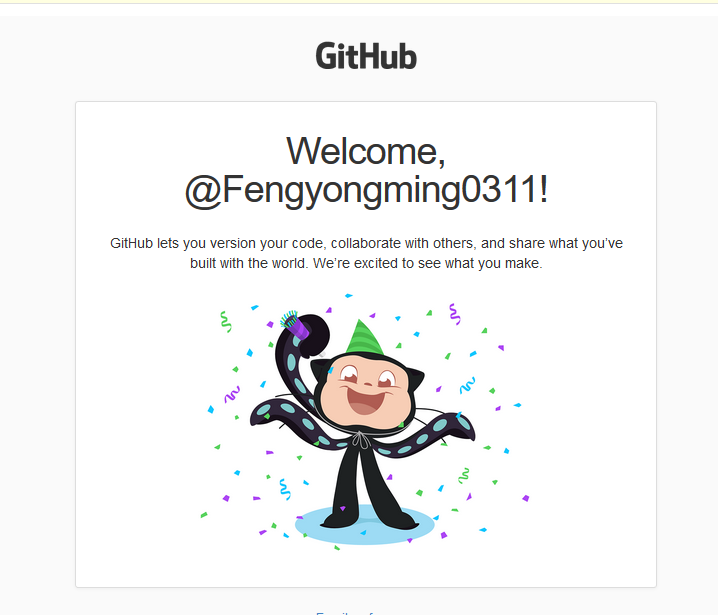 GitHub
Welcome,
@Fengyongming0311!
GitHub lets you version your code, collaborate with others, and share what you’ve
built with the world. We’re excited to see what you make.